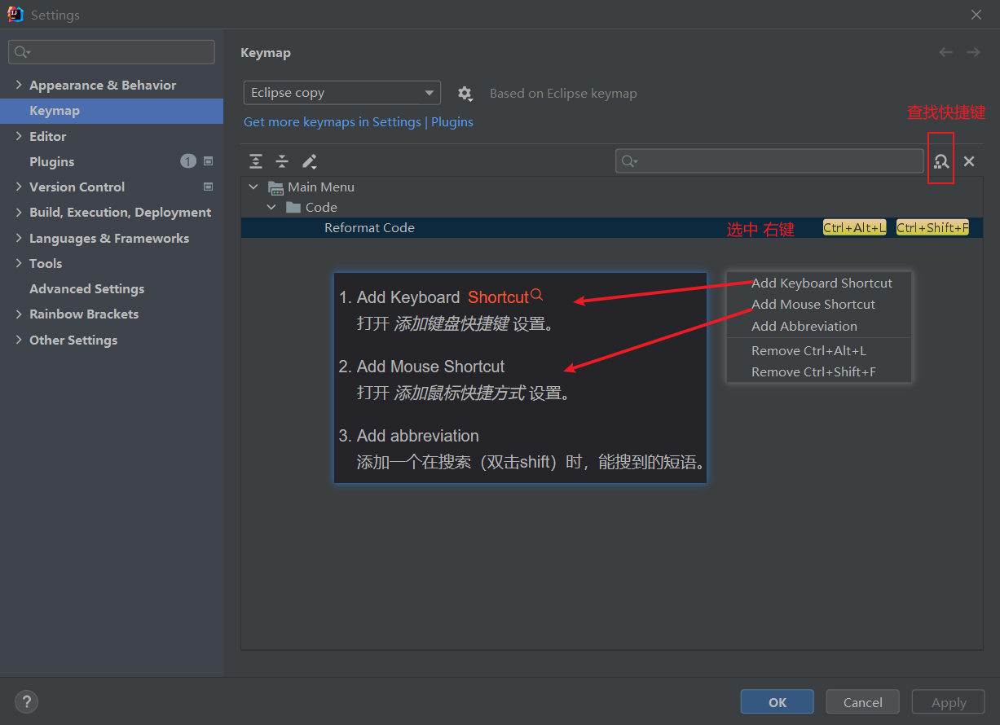 Settings
Appearance & Behavior
Keymap
Editor
Plugins 1
Version Control
Build, Execution, Deployment
Languages & Frameworks
Tools
Advanced Settings
Rainbow Brackets
Other Settings
Keymap
Eclipse copy
Based on Eclipse keymap
Get more keymaps in Settings | Plugins
查找快捷键
Main Menu
Code
Reformat Code 选中 右键 Ctrl+Alt+L Ctrl+Shift+F
1. Add Keyboard Shortcut
打开 添加键盘快捷键 设置。
2. Add Mouse Shortcut
打开 添加鼠标快捷方式 设置。
3. Add abbreviation
添加一个在搜索（双击shift）时，能搜到的短语。
Add Keyboard Shortcut
Add Mouse Shortcut
Add Abbreviation
Remove Ctrl+Alt+L
Remove Ctrl+Shift+F
?
OK Cancel Apply